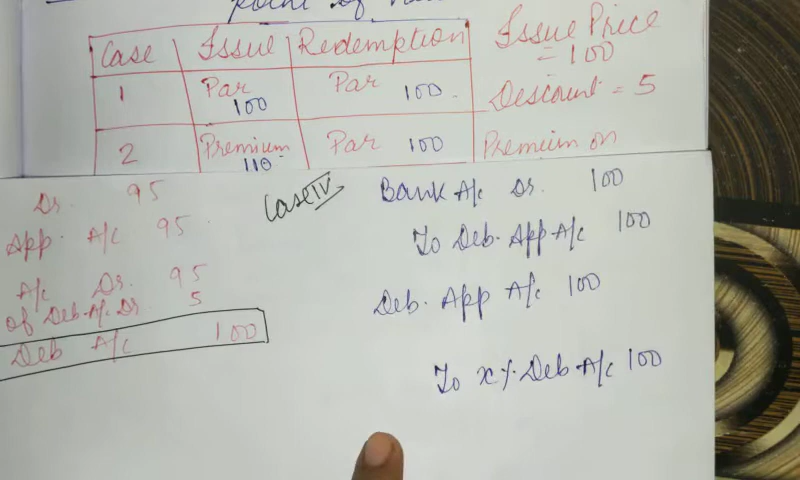 point of
Case Issue Redemption
1 Par 100 Par 100.
2 Premium 110 Par 100
Issue Price
= 100
Discount = 5
Premium on
Dr. 95
App. A/c 95
A/c Dr. 95
of Deb. A/c Dr. 5
Deb A/c 100
Case IV
Bank A/c Dr. 100
To Deb. App. A/c 100
Deb. App A/c 100
To x% Deb A/c 100